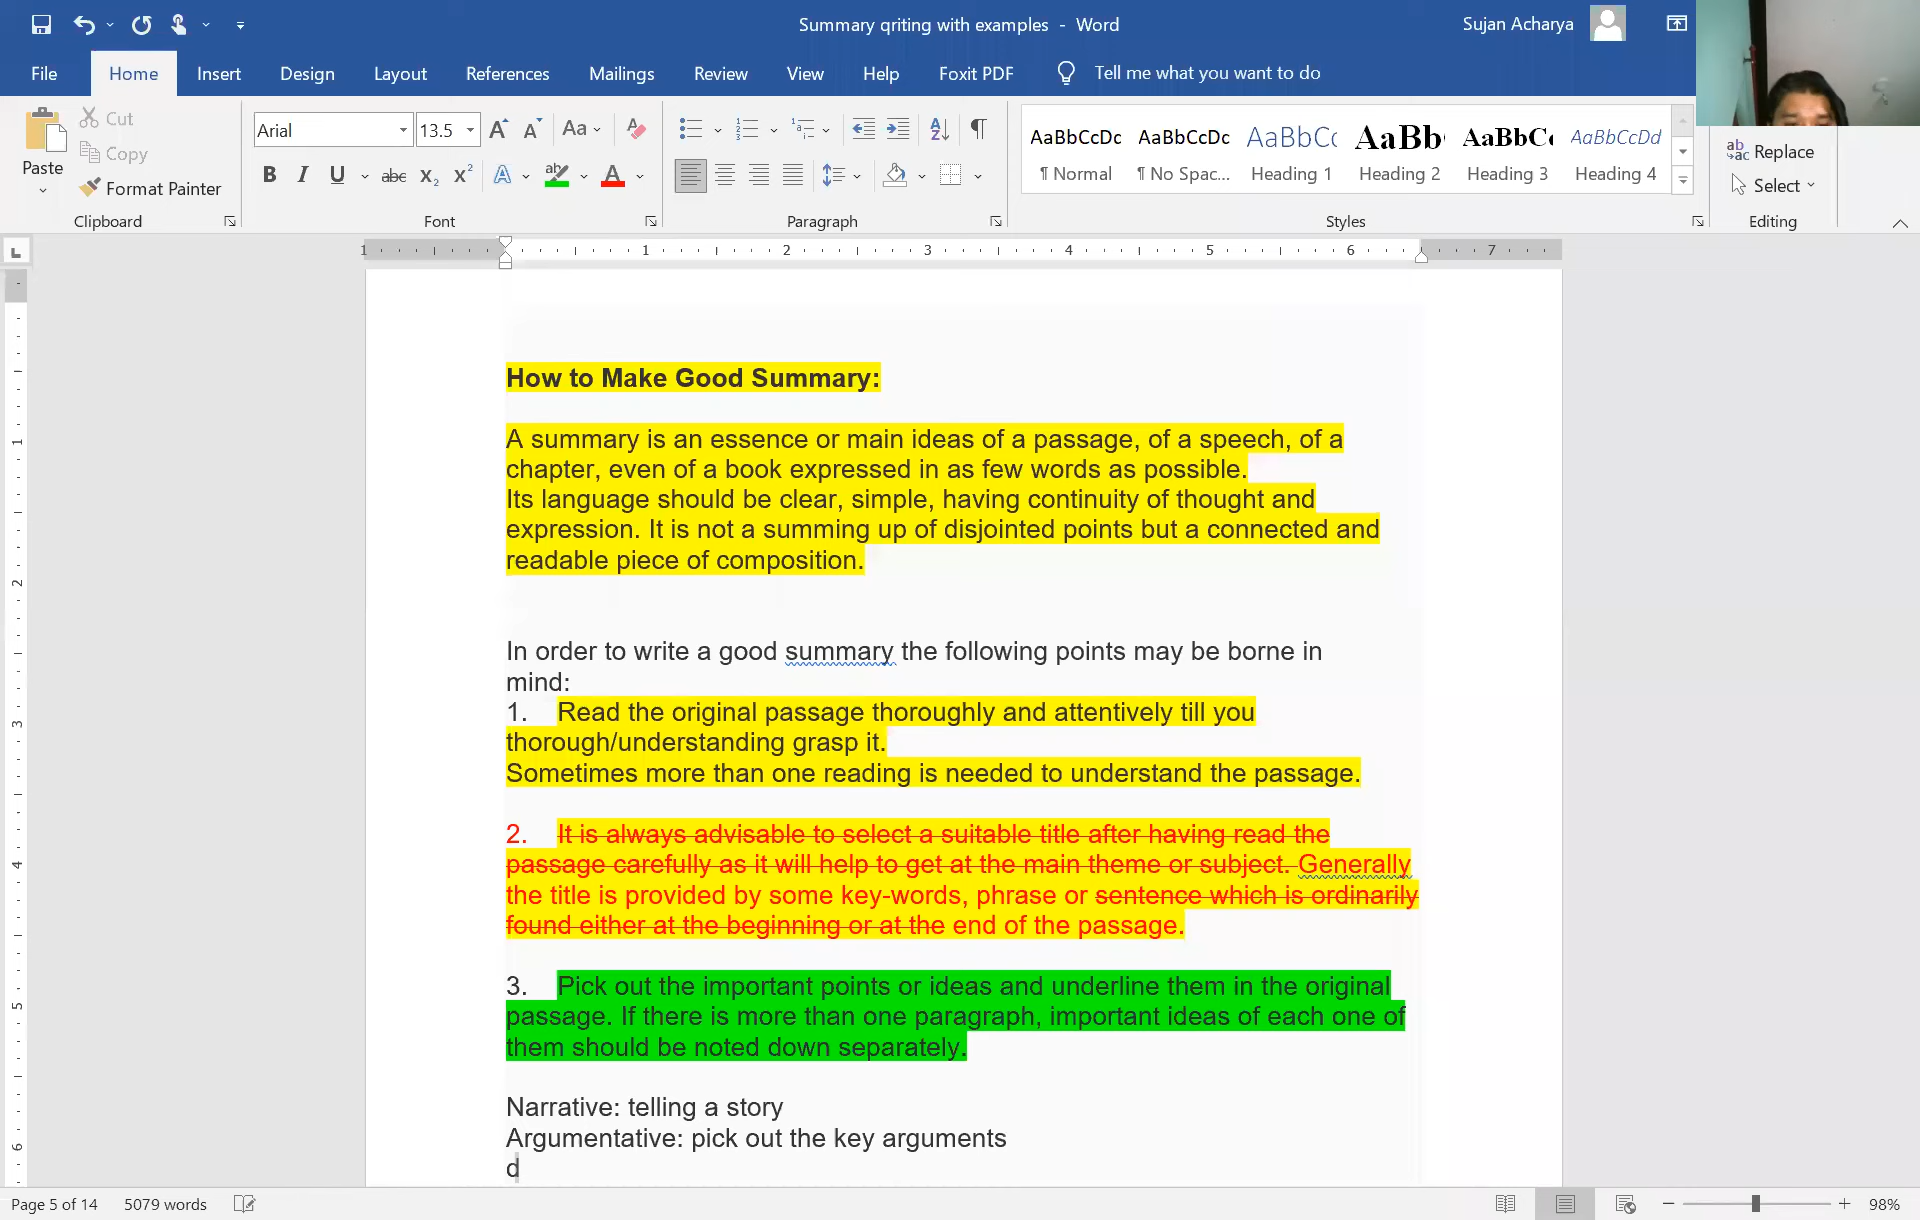 Summary qriting with examples - Word
Sujan Acharya
File Home Insert Design Layout References Mailings Review View Help Foxit PDF Tell me what you want to do
Paste
Cut
Copy
Format Painter
Clipboard
Arial 13.5
Aa
B I U abc X₂ X²
Font
Paragraph
AaBbCcDc AaBbCcDc AaBbCc AaBb AaBbCc AaBbCcDd
¶ Normal ¶ No Spac... Heading 1 Heading 2 Heading 3 Heading 4
Styles
Replace
Select
Editing
1 1 2 3 4 5 6 7
How to Make Good Summary:
A summary is an essence or main ideas of a passage, of a speech, of a
chapter, even of a book expressed in as few words as possible.
Its language should be clear, simple, having continuity of thought and
expression. It is not a summing up of disjointed points but a connected and
readable piece of composition.
In order to write a good summary the following points may be borne in
mind:
1. Read the original passage thoroughly and attentively till you
thorough/understanding grasp it.
Sometimes more than one reading is needed to understand the passage.
2. It is always advisable to select a suitable title after having read the
passage carefully as it will help to get at the main theme or subject. Generally
the title is provided by some key-words, phrase or sentence which is ordinarily
found either at the beginning or at the end of the passage.
3. Pick out the important points or ideas and underline them in the original
passage. If there is more than one paragraph, important ideas of each one of
them should be noted down separately.
Narrative: telling a story
Argumentative: pick out the key arguments
d
Page 5 of 14 5079 words 98%